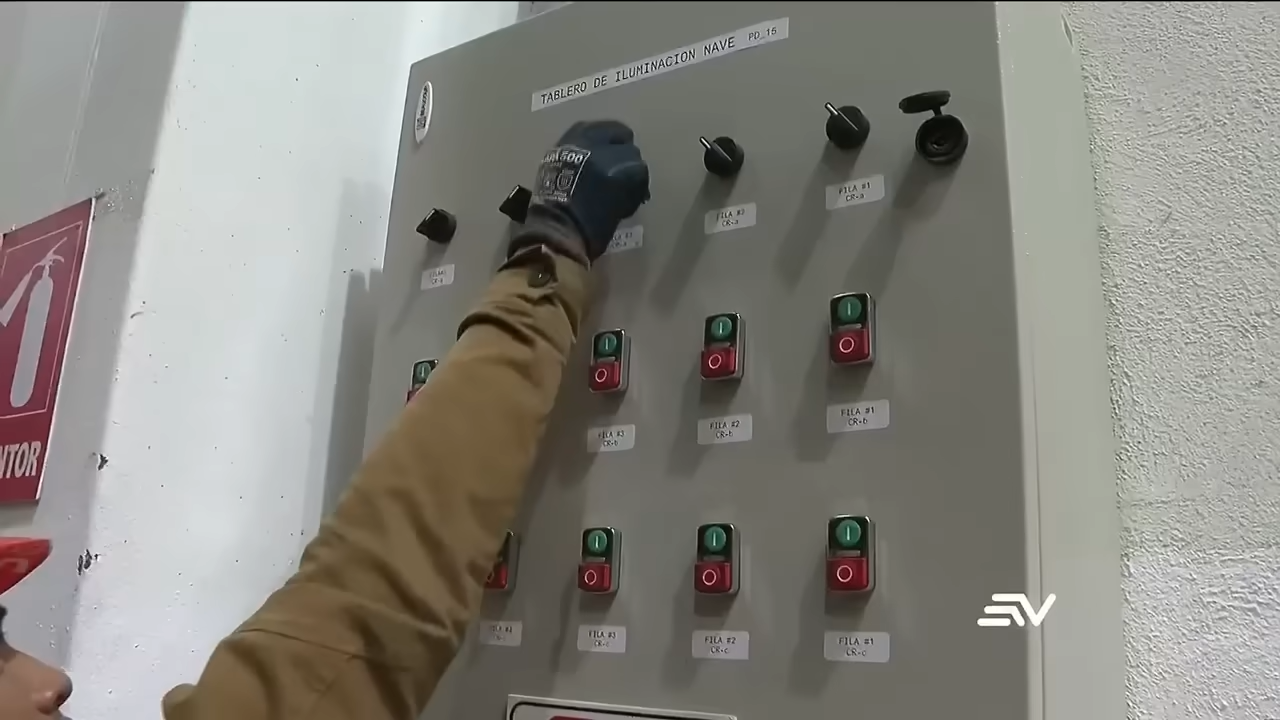 TABLERO DE ILUMINACION NAVE PD_15
500
FILA #1
CR-a
FILA #2
CR-a
FILA #1
CR-b
FILA #2
CR-b
FILA #3
CR-b
FILA #1
CR-c
FILA #2
CR-c
FILA #3
CR-c
NTOR